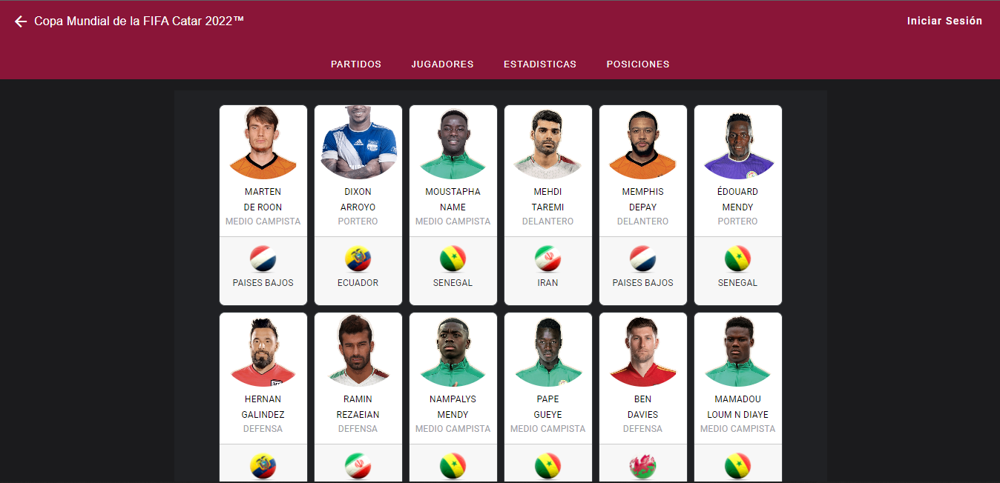 Copa Mundial de la FIFA Catar 2022™
Iniciar Sesión
PARTIDOS
JUGADORES
ESTADISTICAS
POSICIONES
MARTEN
DE ROON
MEDIO CAMPISTA
PAISES BAJOS
DIXON
ARROYO
PORTERO
ECUADOR
MOUSTAPHA
NAME
MEDIO CAMPISTA
SENEGAL
MEHDI
TAREMI
DELANTERO
IRAN
MEMPHIS
DEPAY
DELANTERO
PAISES BAJOS
ÉDOUARD
MENDY
PORTERO
SENEGAL
HERNAN
GALINDEZ
DEFENSA
RAMIN
REZAEIAN
DEFENSA
NAMPALYS
MENDY
MEDIO CAMPISTA
PAPE
GUEYE
MEDIO CAMPISTA
BEN
DAVIES
DEFENSA
MAMADOU
LOUM N DIAYE
MEDIO CAMPISTA